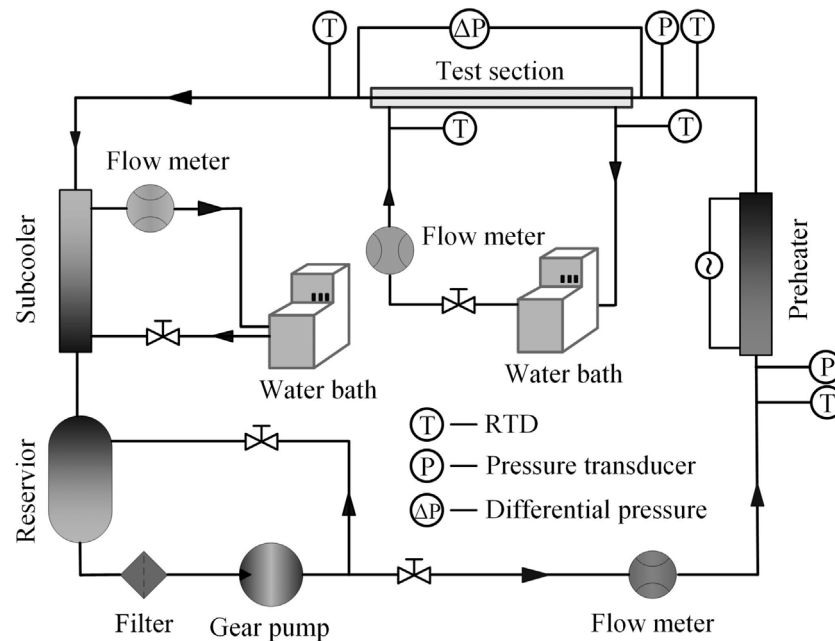 T
ΔP
P
T
Test section
T
T
Flow meter
Subcooler
Flow meter
Preheater
Water bath
Water bath
P
T
T — RTD
P — Pressure transducer
ΔP — Differential pressure
Reservior
Filter
Gear pump
Flow meter